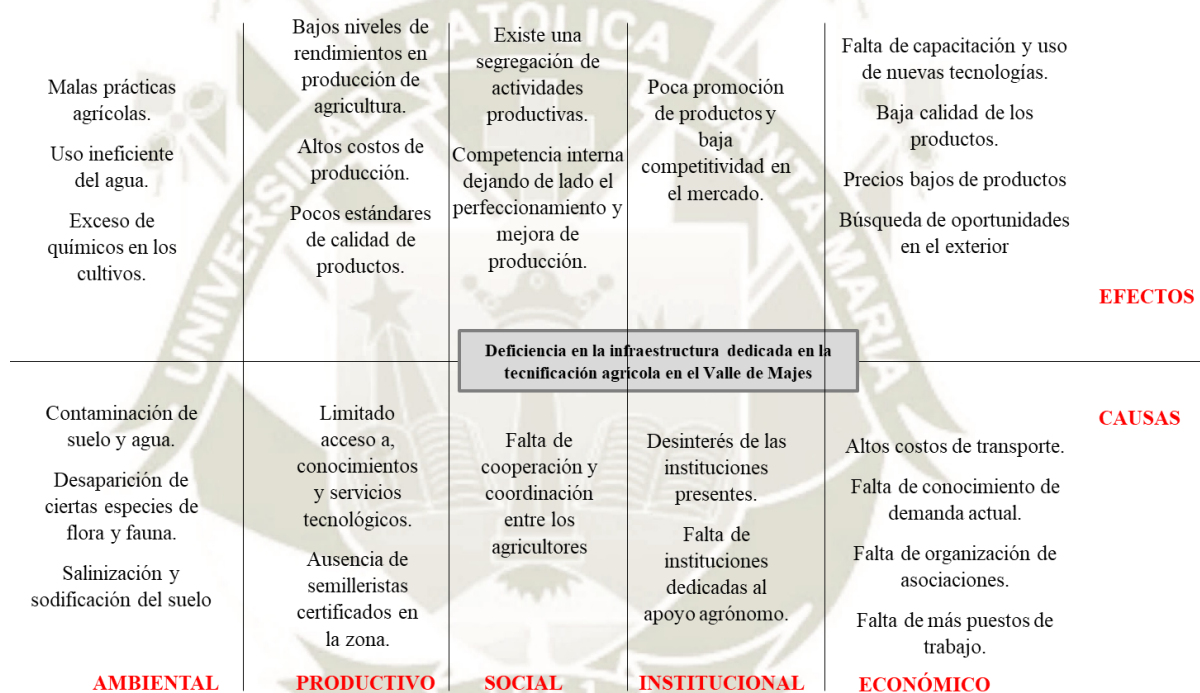 Malas prácticas
agrícolas.
Uso ineficiente
del agua.
Exceso de
químicos en los
cultivos.
Bajos niveles de
rendimientos en
producción de
agricultura.
Altos costos de
producción.
Pocos estándares
de calidad de
productos.
Existe una
segregación de
actividades
productivas.
Competencia interna
dejando de lado el
perfeccionamiento y
mejora de
producción.
Poca promoción
de productos y
baja
competitividad en
el mercado.
Falta de capacitación y uso
de nuevas tecnologías.
Baja calidad de los
productos.
Precios bajos de productos
Búsqueda de oportunidades
en el exterior
EFECTOS
Deficiencia en la infraestructura dedicada en la
tecnificación agrícola en el Valle de Majes
CAUSAS
Contaminación de
suelo y agua.
Desaparición de
ciertas especies de
flora y fauna.
Salinización y
sodificación del suelo
Limitado
acceso a,
conocimientos
y servicios
tecnológicos.
Ausencia de
semilleristas
certificados en
la zona.
Falta de
cooperación y
coordinación
entre los
agricultores
Desinterés de las
instituciones
presentes.
Falta de
instituciones
dedicadas al
apoyo agrónomo.
Altos costos de transporte.
Falta de conocimiento de
demanda actual.
Falta de organización de
asociaciones.
Falta de más puestos de
trabajo.
AMBIENTAL
PRODUCTIVO
SOCIAL
INSTITUCIONAL
ECONÓMICO
UNIVERSIDAD CATOLICA SANTA MARIA